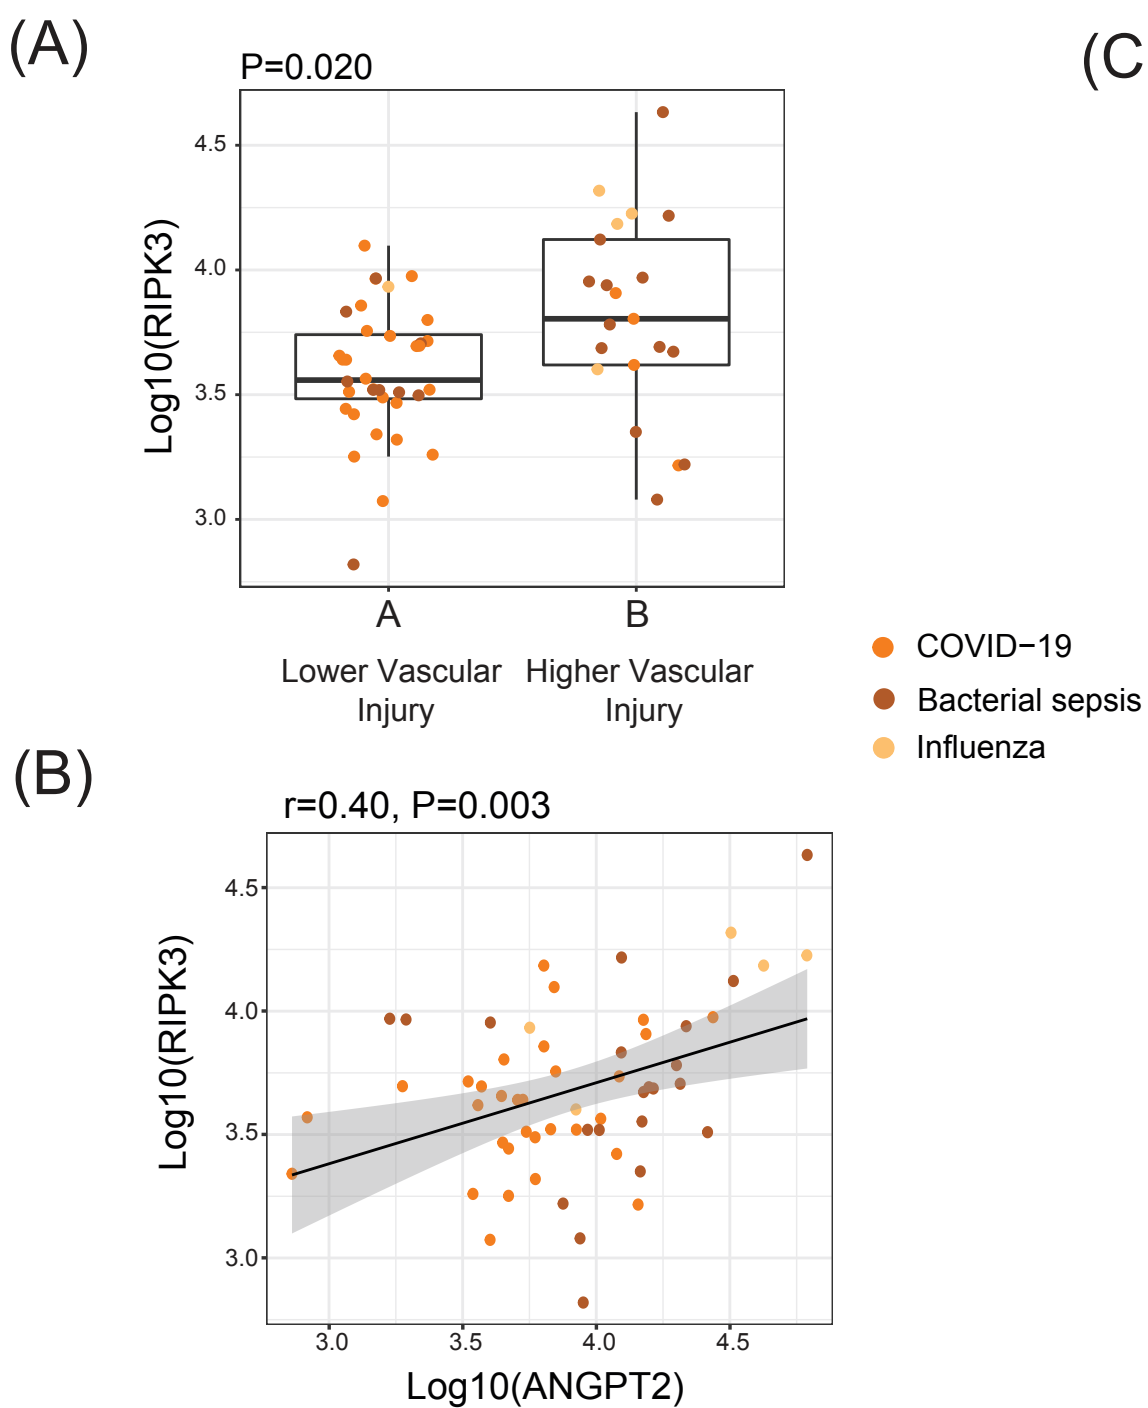 (A)
(C
P=0.020
Log10(RIPK3)
4.5
4.0
3.5
3.0
A
B
Lower Vascular
Injury
Higher Vascular
Injury
COVID−19
Bacterial sepsis
Influenza
(B)
r=0.40, P=0.003
Log10(RIPK3)
4.5
4.0
3.5
3.0
3.0
3.5
4.0
4.5
Log10(ANGPT2)